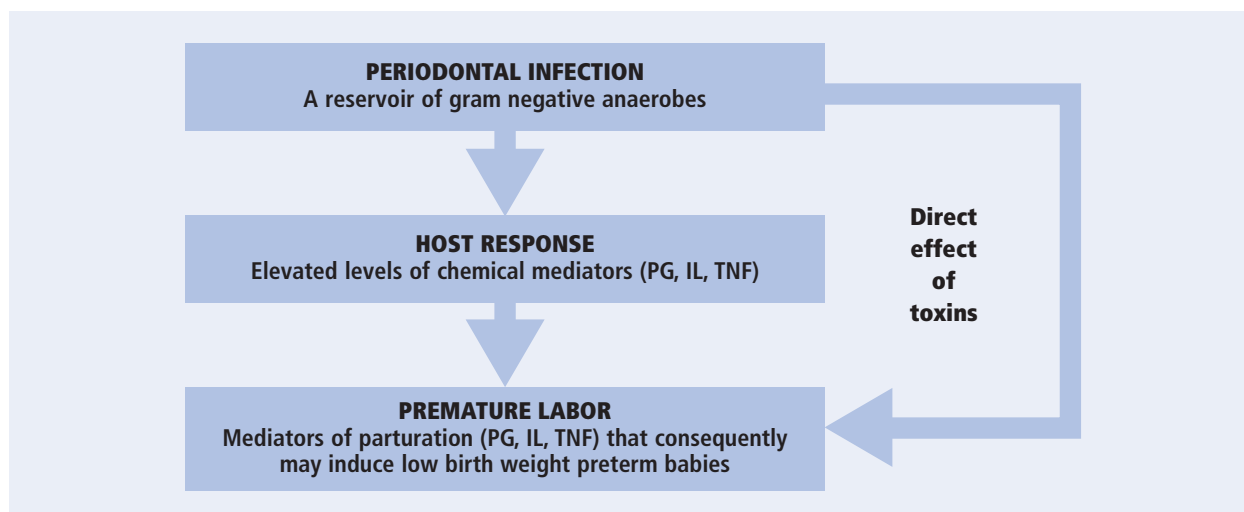 PERIODONTAL INFECTION
A reservoir of gram negative anaerobes
HOST RESPONSE
Elevated levels of chemical mediators (PG, IL, TNF)
Direct
effect
of
toxins
PREMATURE LABOR
Mediators of parturation (PG, IL, TNF) that consequently
may induce low birth weight preterm babies